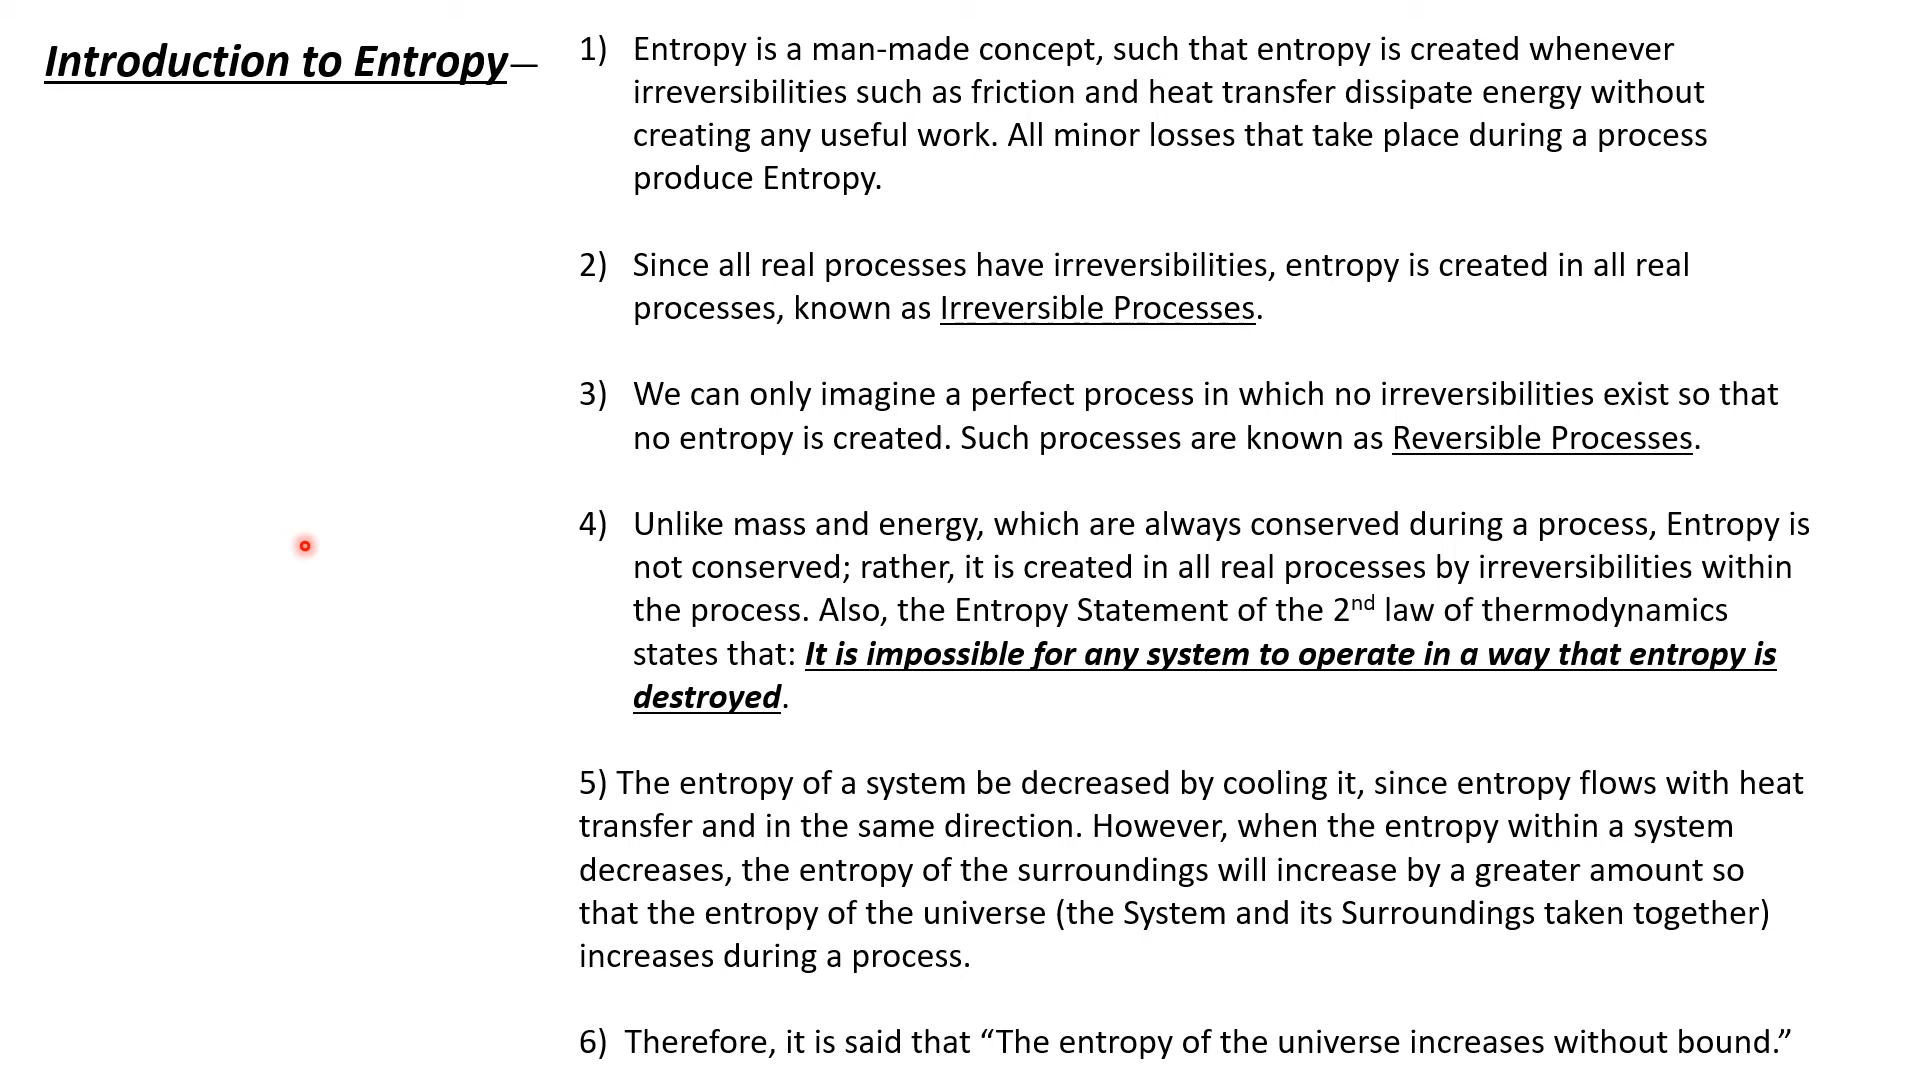 Introduction to Entropy—
1) Entropy is a man-made concept, such that entropy is created whenever
irreversibilities such as friction and heat transfer dissipate energy without
creating any useful work. All minor losses that take place during a process
produce Entropy.
2) Since all real processes have irreversibilities, entropy is created in all real
processes, known as Irreversible Processes.
3) We can only imagine a perfect process in which no irreversibilities exist so that
no entropy is created. Such processes are known as Reversible Processes.
4) Unlike mass and energy, which are always conserved during a process, Entropy is
not conserved; rather, it is created in all real processes by irreversibilities within
the process. Also, the Entropy Statement of the 2nd law of thermodynamics
states that: It is impossible for any system to operate in a way that entropy is
destroyed.
5) The entropy of a system be decreased by cooling it, since entropy flows with heat
transfer and in the same direction. However, when the entropy within a system
decreases, the entropy of the surroundings will increase by a greater amount so
that the entropy of the universe (the System and its Surroundings taken together)
increases during a process.
6) Therefore, it is said that “The entropy of the universe increases without bound.”